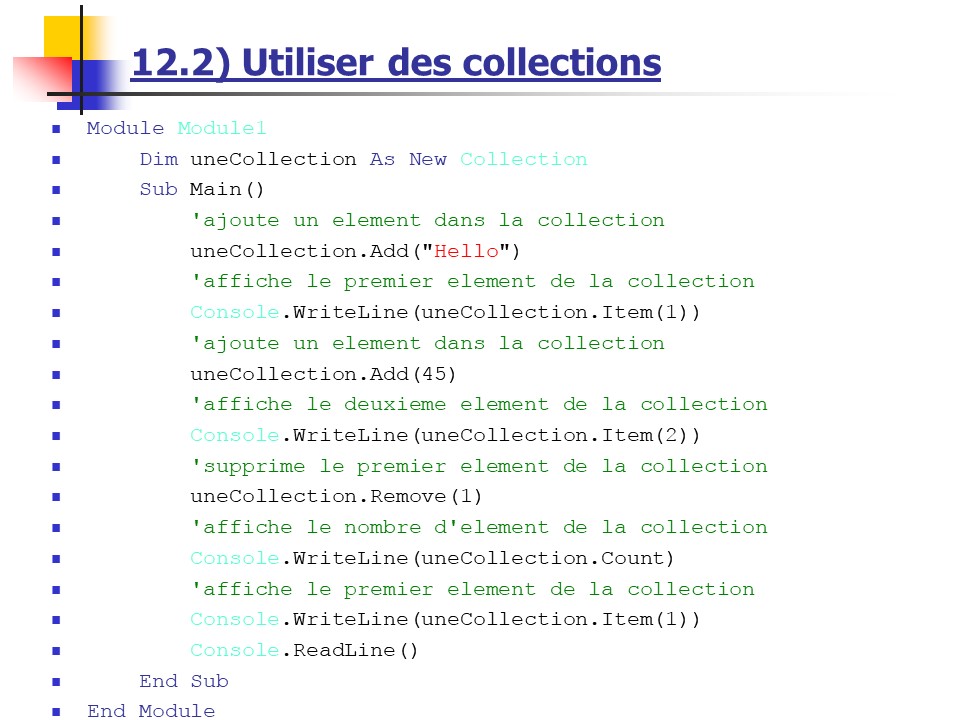 12.2) Utiliser des collections
Module Module1
Dim uneCollection As New Collection
Sub Main()
'ajoute un element dans la collection
uneCollection.Add("Hello")
'affiche le premier element de la collection
Console.WriteLine(uneCollection.Item(1))
'ajoute un element dans la collection
uneCollection.Add(45)
'affiche le deuxieme element de la collection
Console.WriteLine(uneCollection.Item(2))
'supprime le premier element de la collection
uneCollection.Remove(1)
'affiche le nombre d'element de la collection
Console.WriteLine(uneCollection.Count)
'affiche le premier element de la collection
Console.WriteLine(uneCollection.Item(1))
Console.ReadLine()
End Sub
End Module